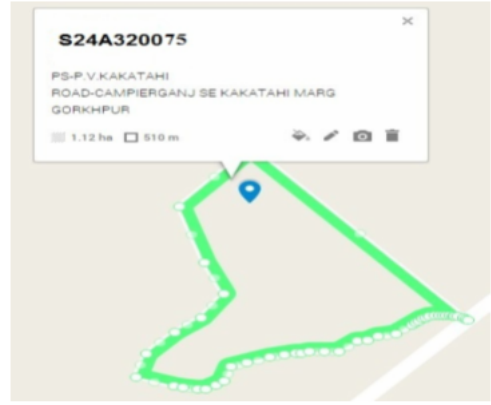 S24A320075
PS-P.V.KAKATAHI
ROAD-CAMPIERGANJ SE KAKATAHI MARG
GORKHPUR
1.12 ha 510 m